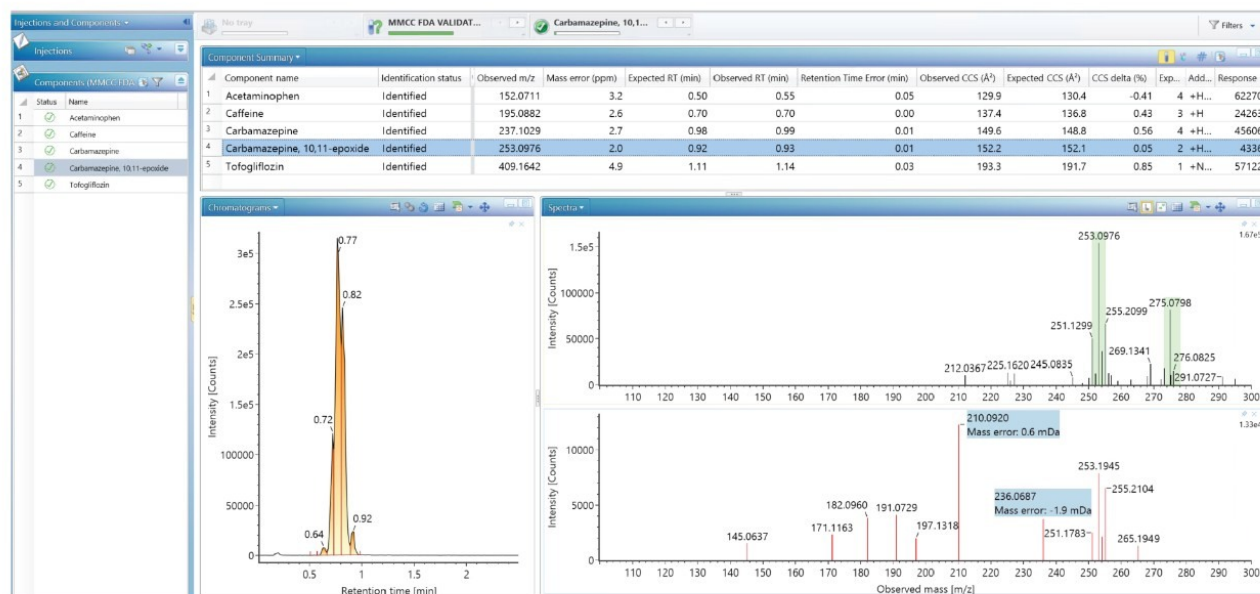 Injections and Components
No tray
MMCC FDA VALIDAT...
Carbamazepine, 10,1...
Filters
Injections
Components (MMCC FD...
Status Name
1 Acetaminophen
2 Caffeine
3 Carbamazepine
4 Carbamazepine, 10,11-epoxide
5 Tofogliflozin
Component Summary
Component name Identification status Observed m/z Mass error (ppm) Expected RT (min) Observed RT (min) Retention Time Error (min) Observed CCS (Å²) Expected CCS (Å²) CCS delta (%) Exp... Add... Response
1 Acetaminophen Identified 152.0711 3.2 0.50 0.55 0.05 129.9 130.4 -0.41 4 +H... 62270
2 Caffeine Identified 195.0882 2.6 0.70 0.70 0.00 137.4 136.8 0.43 3 +H 24263
3 Carbamazepine Identified 237.1029 2.7 0.98 0.99 0.01 149.6 148.8 0.56 4 +H... 45606
4 Carbamazepine, 10,11-epoxide Identified 253.0976 2.0 0.92 0.93 0.01 152.2 152.1 0.05 2 +H... 4336
5 Tofogliflozin Identified 409.1642 4.9 1.11 1.14 0.03 193.3 191.7 0.85 1 +N... 57122
Chromatograms
Intensity [Counts]
3e5
2.5e5
2e5
1.5e5
100000
50000
0
0.77
0.82
0.72
0.64
0.92
0.5 1 1.5 2
Retention time [min]
Spectra
1.67e5
Intensity [Counts]
1.5e5
100000
50000
0
253.0976
275.0798
251.1299
255.2099
212.0367
225.1620
245.0835
269.1341
276.0825
291.0727
110 120 130 140 150 160 170 180 190 200 210 220 230 240 250 260 270 280 290 300
1.33e4
Intensity [Counts]
10000
5000
0
210.0920
Mass error: 0.6 mDa
253.1945
236.0687
Mass error: -1.9 mDa
255.2104
182.0960
191.0729
171.1163
197.1318
145.0637
251.1783
265.1949
110 120 130 140 150 160 170 180 190 200 210 220 230 240 250 260 270 280 290 300
Observed mass [m/z]